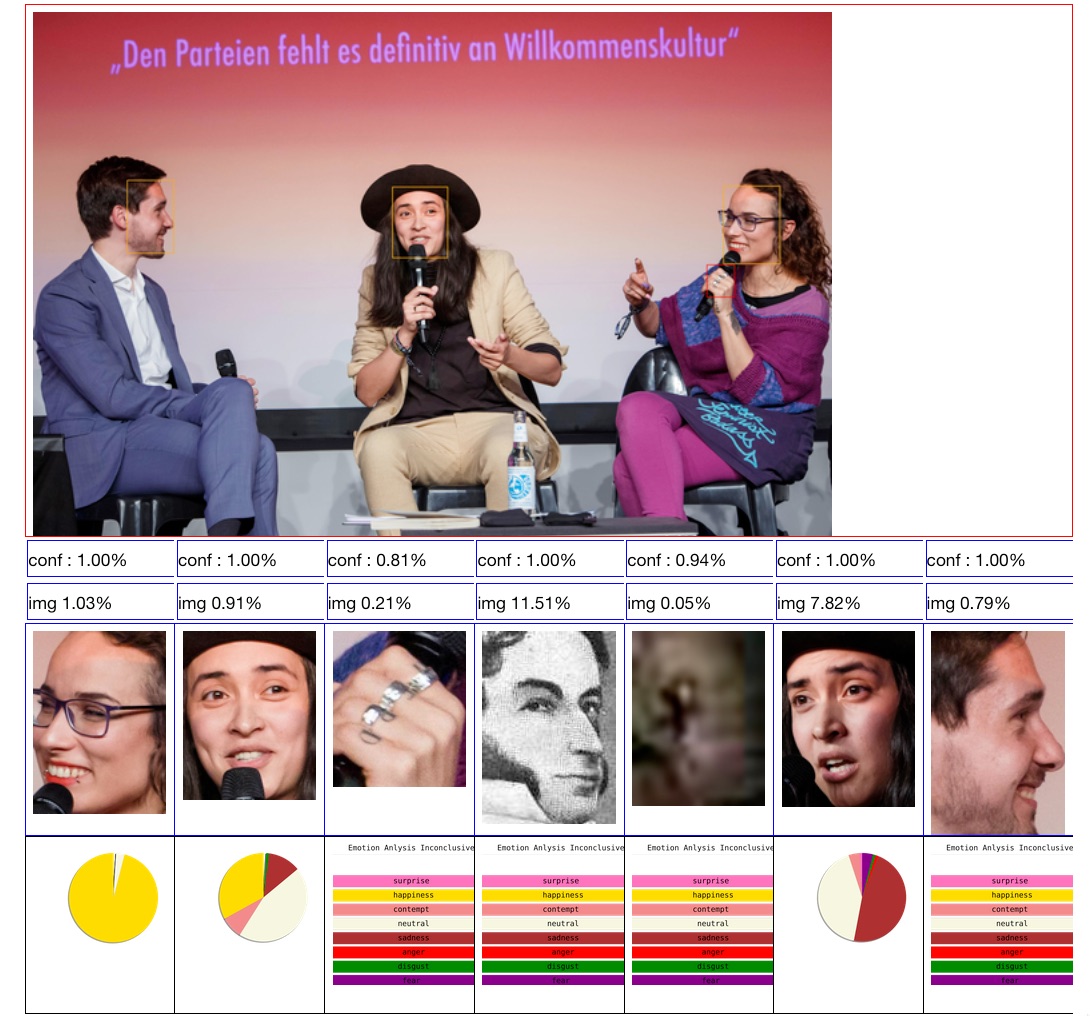 „Den Parteien fehlt es definitiv an Willkommenskultur“
conf : 1.00%
conf : 1.00%
conf : 0.81%
conf : 1.00%
conf : 0.94%
conf : 1.00%
conf : 1.00%
img 1.03%
img 0.91%
img 0.21%
img 11.51%
img 0.05%
img 7.82%
img 0.79%
Emotion Anlysis Inconclusive
surprise
happiness
contempt
neutral
sadness
anger
disgust
fear
Emotion Anlysis Inconclusive
surprise
happiness
contempt
neutral
sadness
anger
disgust
fear
Emotion Anlysis Inconclusive
surprise
happiness
contempt
neutral
sadness
anger
disgust
fear
Emotion Anlysis Inconclusive
surprise
happiness
contempt
neutral
sadness
anger
disgust
fear